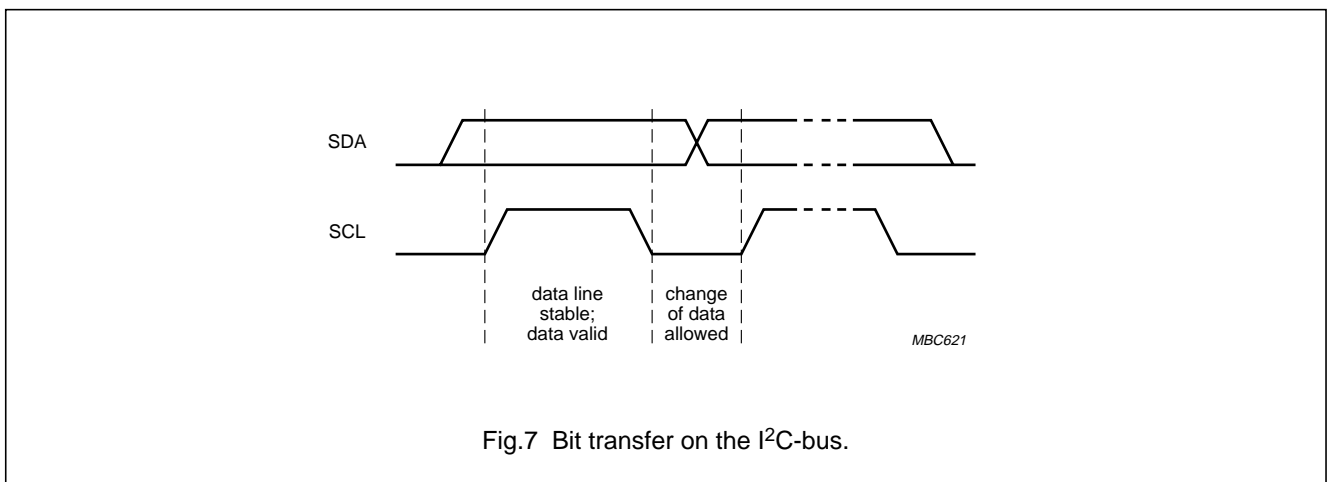 SDA
SCL
data line
stable;
data valid
change
of data
allowed
MBC621
Fig.7 Bit transfer on the I²C-bus.